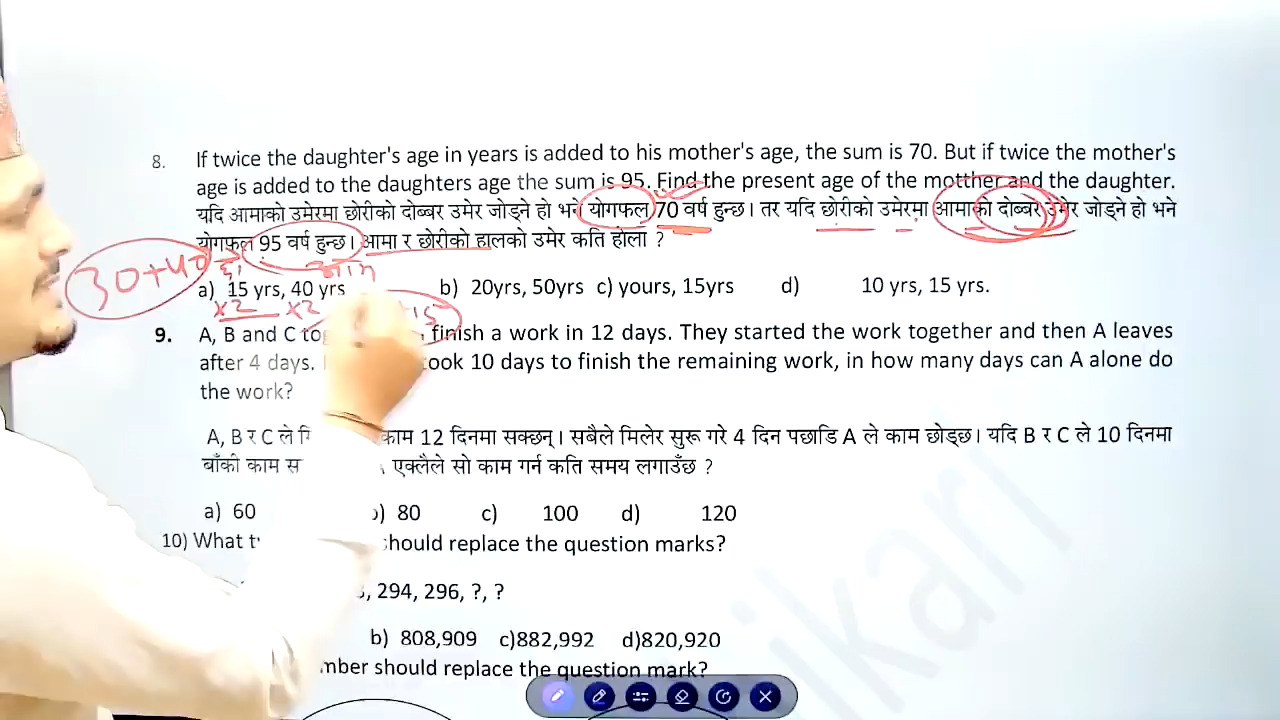 8. If twice the daughter's age in years is added to his mother's age, the sum is 70. But if twice the mother's
age is added to the daughters age the sum is 95. Find the present age of the motther and the daughter.
यदि आमाको उमेरमा छोरीको दोब्बर उमेर जोड्ने हो भने योगफल 70 वर्ष हुन्छ। तर यदि छोरीको उमेरमा आमाको दोब्बर उमेर जोड्ने हो भने
योगफल 95 वर्ष हुन्छ। आमा र छोरीको हालको उमेर कति होला ?
30+40
a) 15 yrs, 40 yrs b) 20yrs, 50yrs c) yours, 15yrs d) 10 yrs, 15 yrs.
×2 ×2 +15
9. A, B and C finish a work in 12 days. They started the work together and then A leaves
after 4 days. took 10 days to finish the remaining work, in how many days can A alone do
the work?
A, B र C ले काम 12 दिनमा सक्छन्। सबैले मिलेर सुरू गरे 4 दिन पछाडि A ले काम छोड्छ। यदि B र C ले 10 दिनमा
बाँकी काम एक्लैले सो काम गर्न कति समय लगाउँछ ?
a) 60 b) 80 c) 100 d) 120
10) What should replace the question marks?
, 294, 296, ?, ?
b) 808,909 c)882,992 d)820,920
should replace the question mark?